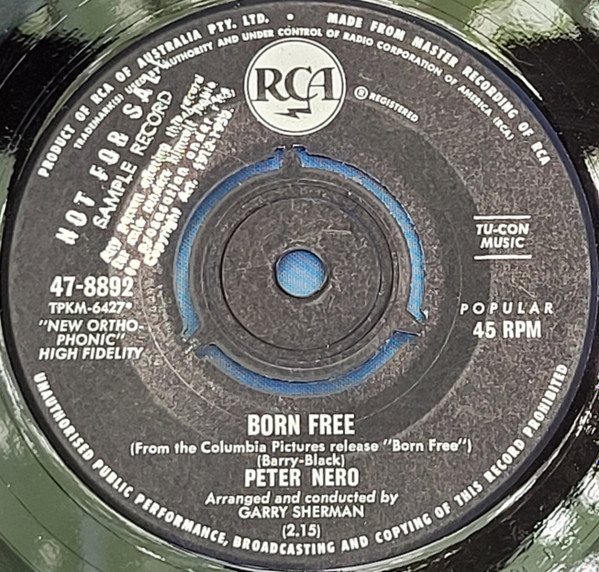 PRODUCT OF RCA OF AUSTRALIA PTY. LTD. • MADE FROM MASTER RECORDING OF RCA
TRADEMARK(S) AUTHORITY AND UNDER CONTROL OF RADIO CORPORATION OF AMERICA (RCA)
RCA
® REGISTERED
NOT FOR SALE
SAMPLE RECORD
TU-CON
MUSIC
47-8892
TPKM-6427*
"NEW ORTHO-
PHONIC"
HIGH FIDELITY
POPULAR
45 RPM
BORN FREE
(From the Columbia Pictures release "Born Free")
(Barry-Black)
PETER NERO
Arranged and conducted by
GARRY SHERMAN
(2.15)
UNAUTHORISED PUBLIC PERFORMANCE, BROADCASTING AND COPYING OF THIS RECORD PROHIBITED